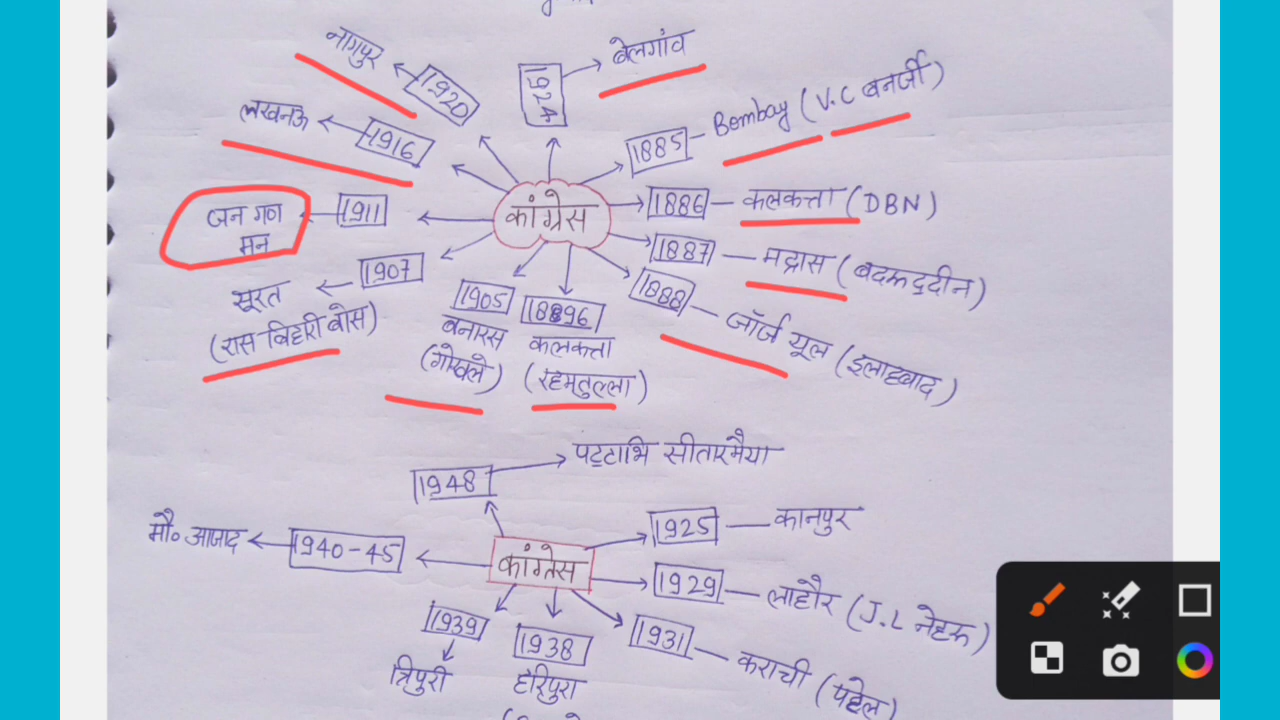 नागपुर
1920
1924
बेलगांव
लखनऊ
1916
1885 – Bombay (V.C बनर्जी)
जन गण
मन
1911
कांग्रेस
1886 – कलकत्ता (DBN)
1887 — मद्रास (बदरूद्दीन)
सूरत
1907
(रास बिहारी बोस)
1905
बनारस
(गोखले)
1896
कलकत्ता
(रहमतुल्ला)
1888 – जॉर्ज यूल (इलाहबाद)
1948
पट्टाभि सीतारमैया
मौ० आजाद
1940-45
कांग्रेस
1925 — कानपुर
1929 — लाहौर (J.L नेहरू)
1939
त्रिपुरी
1938
हरिपुरा
1931 — कराची (पटेल)